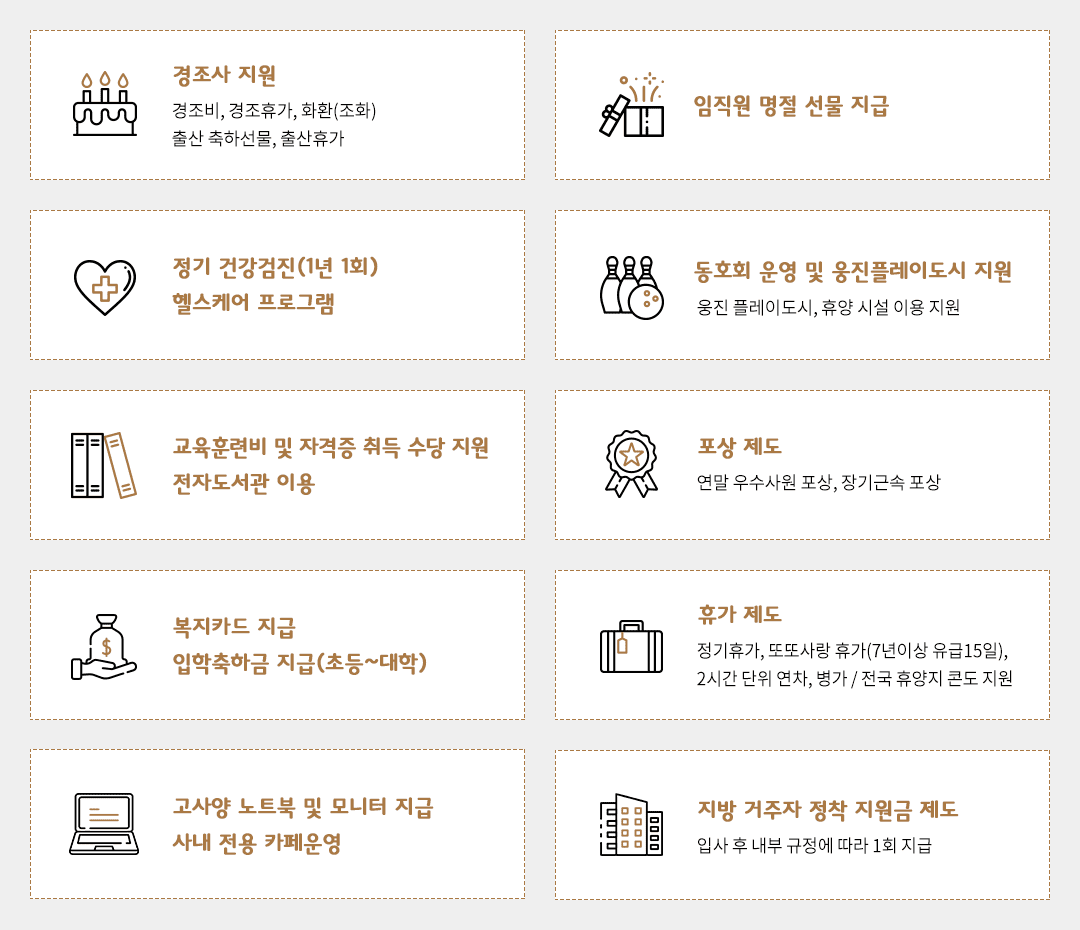 경조사 지원
경조비, 경조휴가, 화환(조화)
출산 축하선물, 출산휴가
임직원 명절 선물 지급
정기 건강검진(1년 1회)
헬스케어 프로그램
동호회 운영 및 웅진플레이도시 지원
웅진 플레이도시, 휴양 시설 이용 지원
교육훈련비 및 자격증 취득 수당 지원
전자도서관 이용
포상 제도
연말 우수사원 포상, 장기근속 포상
$
복지카드 지급
입학축하금 지급(초등~대학)
휴가 제도
정기휴가, 또또사랑 휴가(7년이상 유급15일),
2시간 단위 연차, 병가 / 전국 휴양지 콘도 지원
고사양 노트북 및 모니터 지급
사내 전용 카페운영
지방 거주자 정착 지원금 제도
입사 후 내부 규정에 따라 1회 지급